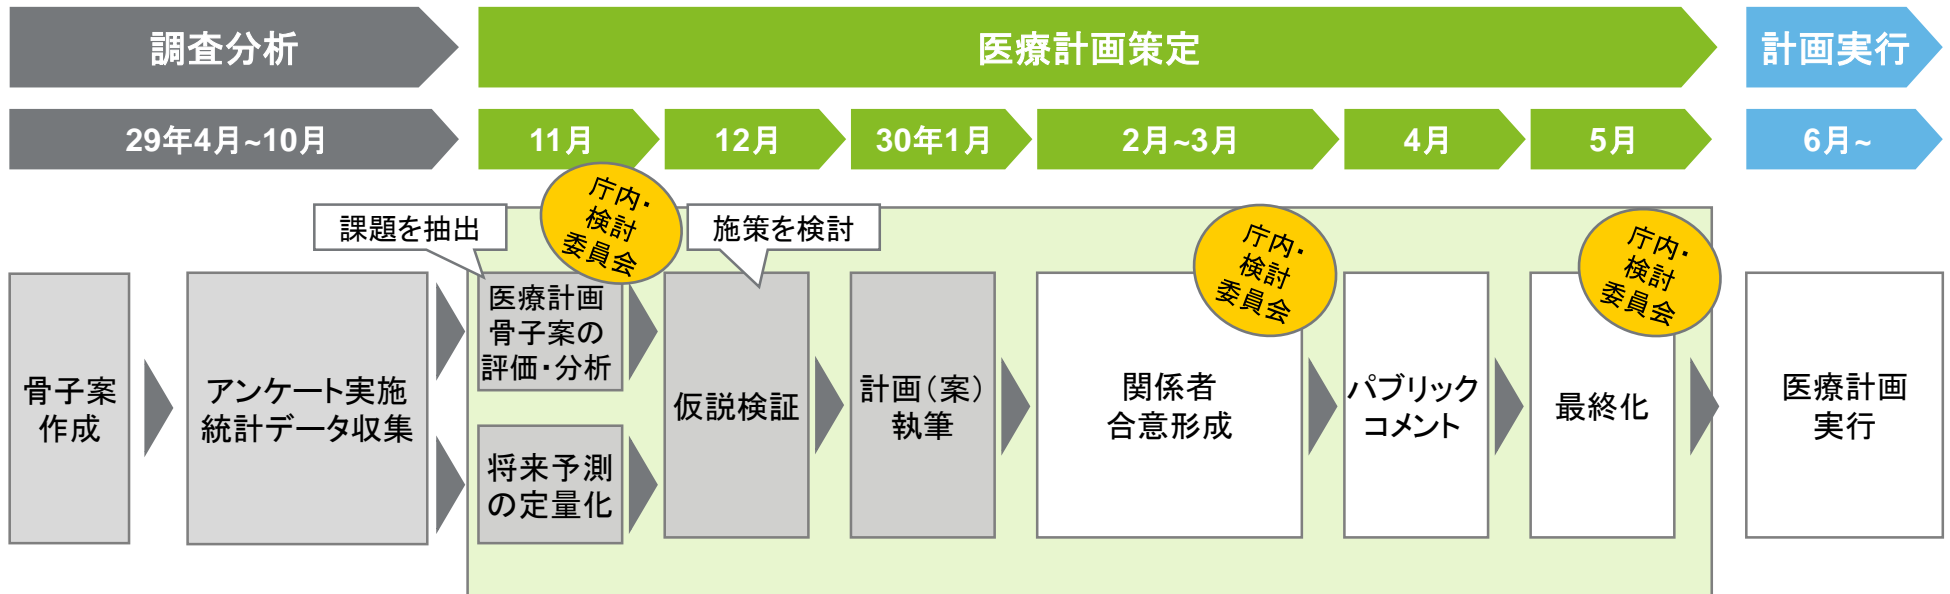 調査分析
医療計画策定
計画実行
29年4月~10月
11月
12月
30年1月
2月~3月
4月
5月
6月~
課題を抽出
庁内・
検討
委員会
施策を検討
庁内・
検討
委員会
庁内・
検討
委員会
骨子案
作成
アンケート実施
統計データ収集
医療計画
骨子案の
評価・分析
将来予測
の定量化
仮説検証
計画（案）
執筆
関係者
合意形成
パブリック
コメント
最終化
医療計画
実行